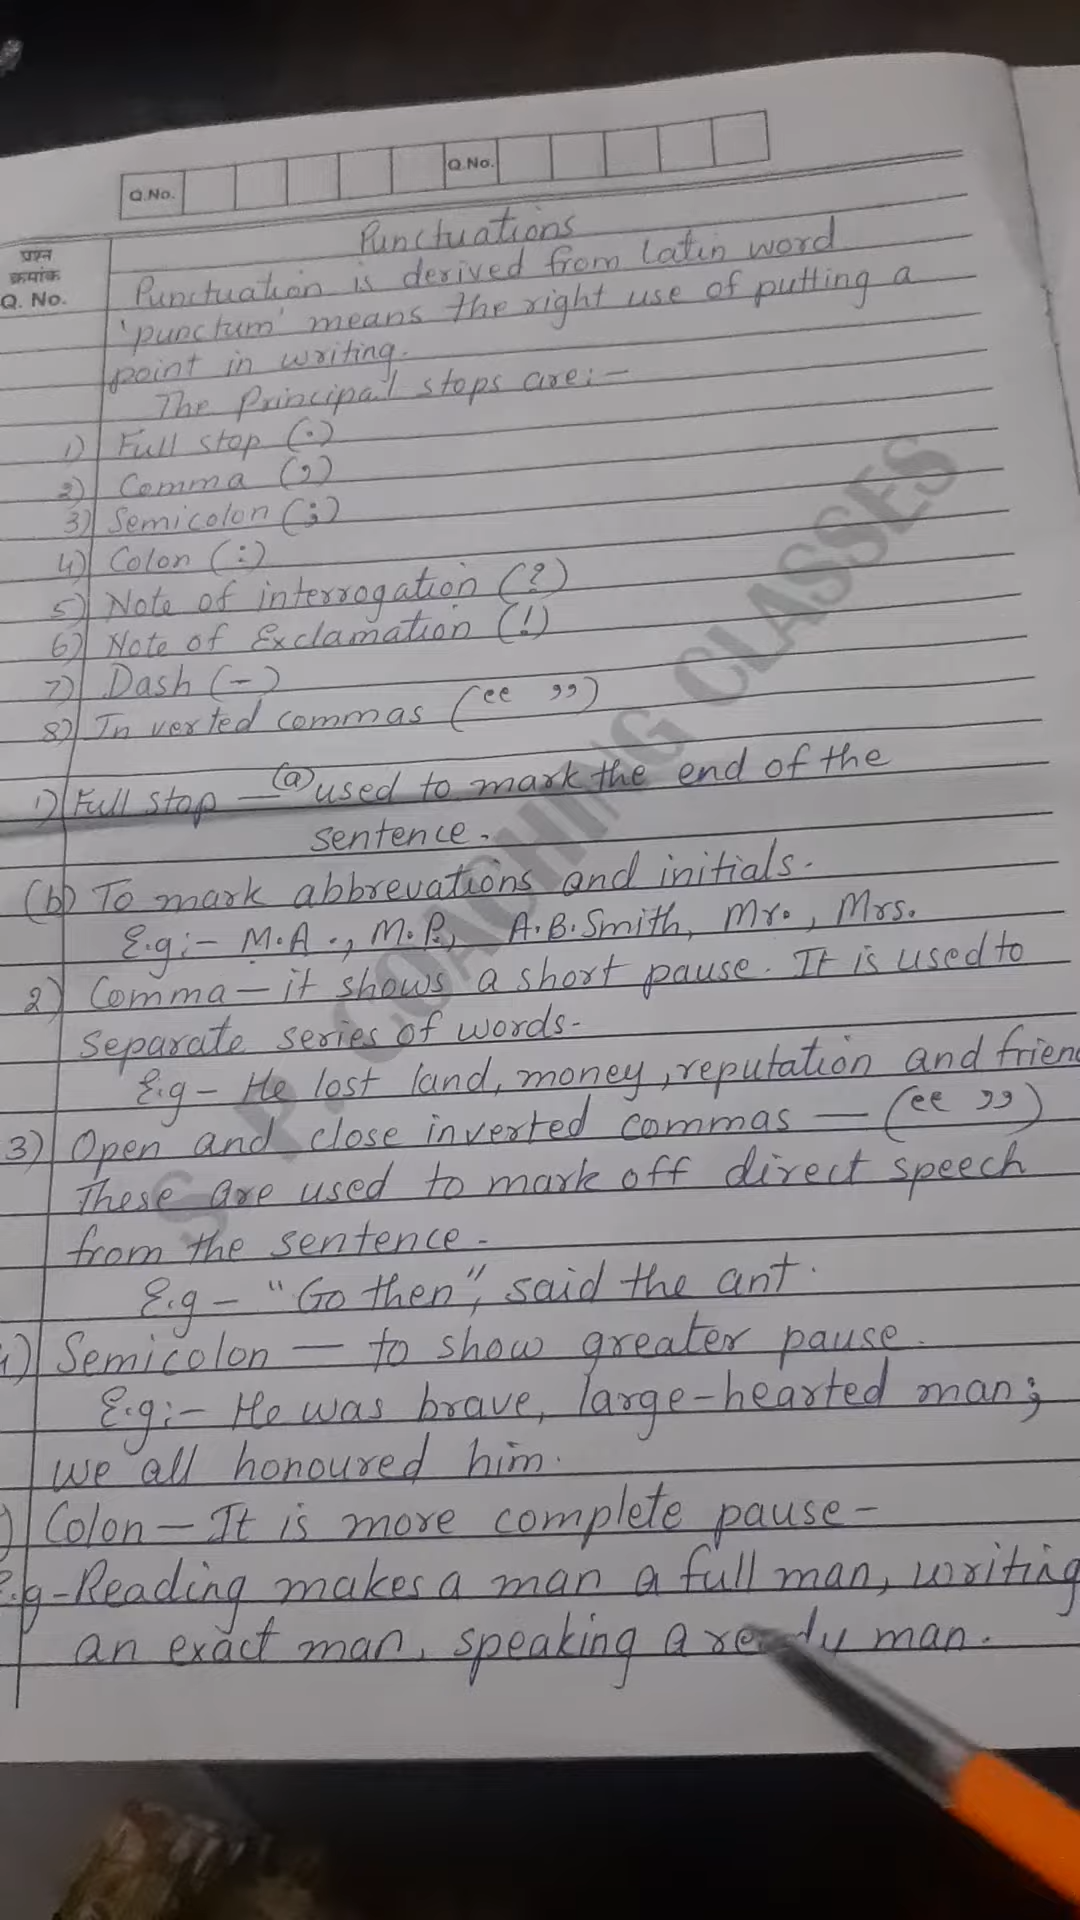 Q.No. Q.No.
Punctuations
प्रश्न
क्रमांक
Q. No.
Punctuation is derived from Latin word
'punctum' means the right use of putting a
point in writing.
The Principal stops are:-
1) Full stop (.)
2) Comma (,)
3) Semicolon (;)
4) Colon (:)
5) Note of interrogation (?)
6) Note of Exclamation (!)
7) Dash (-)
8) In verted commas (“ ”)
1) Full stop — (a) used to mark the end of the
sentence.
(b) To mark abbrevations and initials.
E.g:- M.A., M.P., A.B.Smith, Mr., Mrs.
2) Comma — it shows a short pause. It is used to
separate series of words-
E.g - He lost land, money, reputation and frien
3) Open and close inverted commas — (“ ”)
These are used to mark off direct speech
from the sentence.
E.g - "Go then", said the ant.
4) Semicolon — to show greater pause.
E.g:- He was brave, large-hearted man;
we all honoured him.
) Colon — It is more complete pause-
E.g-Reading makes a man a full man, writing
an exact man, speaking a ready man.
S P. COACHING CLASSES